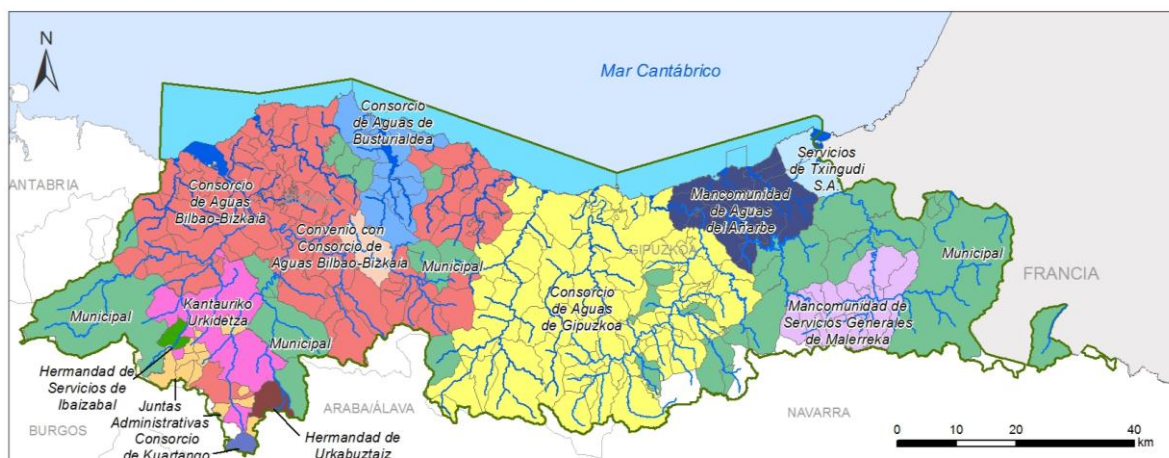 N
Mar Cantábrico
Consorcio
de Aguas de
Busturialdea
Servicios
de Txingudi
S.A.
ANTABRIA
Consorcio
de Aguas
Bilbao-Bizkaia
Mancomunidad
de Aguas
del Añarbe
Convenio con
Consorcio de
Aguas Bilbao-Bizkaia
Municipal
GIPUZKOA
Municipal
FRANCIA
Kantauriko
Urkidetza
Consorcio
de Aguas
de Gipuzkoa
Municipal
Municipal
Mancomunidad de
Servicios Generales
de Malerreka
Hermandad de
Servicios de
Ibaizabal
Juntas
Administrativas
Consorcio
de Kuartango
BURGOS
ARABA/ÁLAVA
Hermandad de
Urkabuztaiz
NAVARRA
0 10 20 40
km